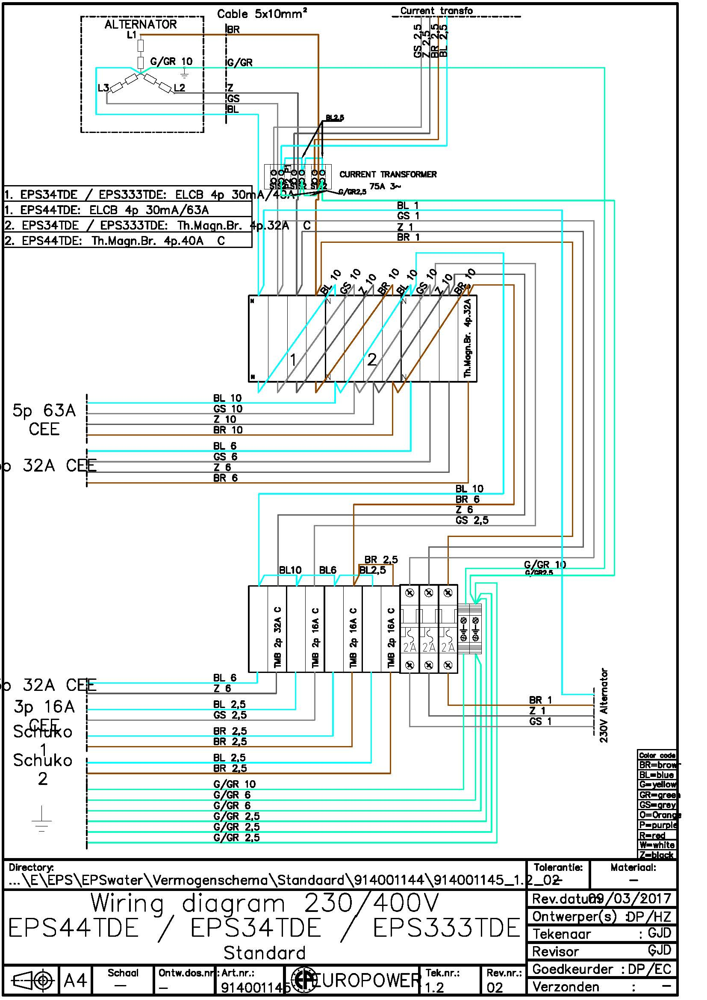 Cable 5x10mm²
Current transfo
ALTERNATOR
L1
BR
G/GR 10
G/GR
L3
L2
Z
GS
BL
GS 2,5
Z 2,5
BR 2,5
BL 2,5
BL2,5
P1
P2
S1
S2
S1
S2
S1
S2
CURRENT TRANSFORMER
75A 3~
G/GR2,5
1. EPS34TDE / EPS333TDE: ELCB 4p 30mA/40A
1. EPS44TDE: ELCB 4p 30mA/63A
2. EPS34TDE / EPS333TDE: Th.Magn.Br. 4p.32A C
2. EPS44TDE: Th.Magn.Br. 4p.40A C
BL 1
GS 1
Z 1
BR 1
BL 10
GS 10
Z 10
BR 10
BL 10
GS 10
Z 10
BR 10
N
N
N
1
2
Th.Magn.Br. 4p.32A
N
N
N
5p 63A
CEE
BL 10
GS 10
Z 10
BR 10
32A CEE
BL 6
GS 6
Z 6
BR 6
BL 10
BR 6
Z 6
GS 2,5
BR 2,5
BL10
BL6
BL2,5
G/GR 10
G/GR2,5
TMB 2p 32A C
TMB 2p 16A C
TMB 2p 16A C
TMB 2p 16A C
2A
2A
2A
32A CEE
BL 6
Z 6
3p 16A
CEE
BL 2,5
GS 2,5
Schuko
1
BR 2,5
BR 2,5
Schuko
2
BL 2,5
BR 2,5
G/GR 10
G/GR 6
G/GR 6
G/GR 2,5
G/GR 2,5
G/GR 2,5
BR 1
Z 1
GS 1
230V Alternator
Color code
BR=brown
BL=blue
G=yellow
GR=green
GS=grey
O=Orange
P=purple
R=red
W=white
Z=black
Directory:
...\E\EPS\EPSwater\Vermogenschema\Standaard\914001144\914001145_1.2_02
Tolerantie:
–
Materiaal:
–
Wiring diagram 230/400V
EPS44TDE / EPS34TDE / EPS333TDE
Standard
Rev.datum 09/03/2017
Ontwerper(s) :DP/HZ
Tekenaar : GJD
Revisor : GJD
Goedkeurder : DP/EC
Verzonden : –
A4
Schaal
–
Ontw.dos.nr.:
–
Art.nr.:
914001145
EUROPOWER
Tek.nr.:
1.2
Rev.nr.:
02